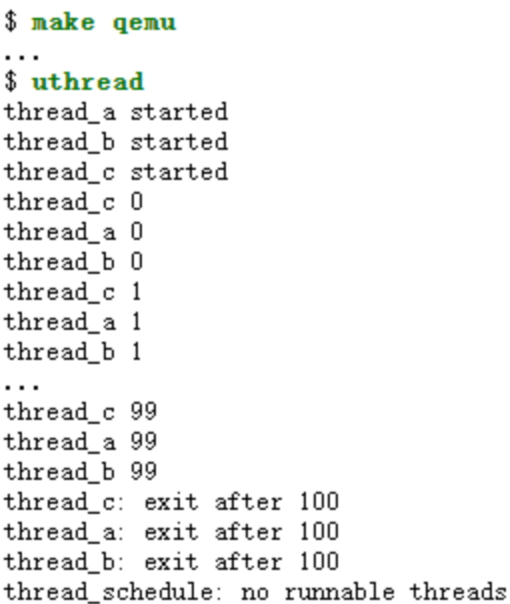 $ make qemu
...
$ uthread
thread_a started
thread_b started
thread_c started
thread_c 0
thread_a 0
thread_b 0
thread_c 1
thread_a 1
thread_b 1
...
thread_c 99
thread_a 99
thread_b 99
thread_c: exit after 100
thread_a: exit after 100
thread_b: exit after 100
thread_schedule: no runnable threads